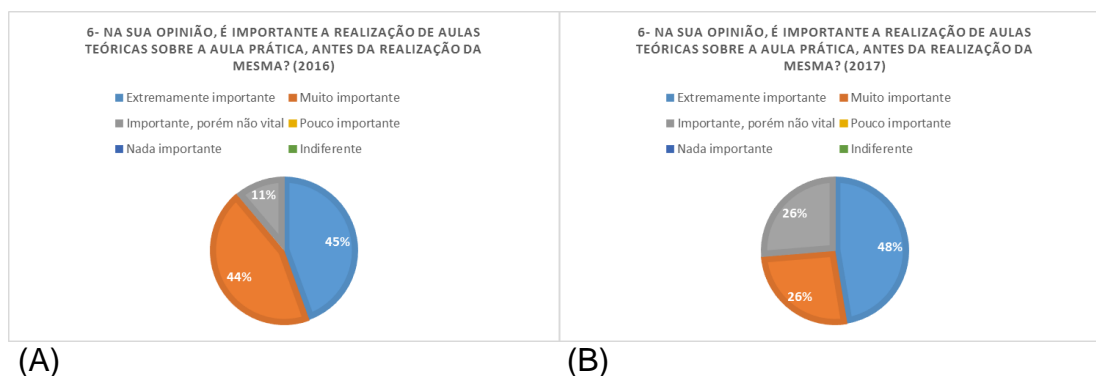 6- NA SUA OPINIÃO, É IMPORTANTE A REALIZAÇÃO DE AULAS
TEÓRICAS SOBRE A AULA PRÁTICA, ANTES DA REALIZAÇÃO DA
MESMA? (2016)
Extremamente importante
Muito importante
Importante, porém não vital
Pouco importante
Nada importante
Indiferente
11%
45%
44%
(A)
6- NA SUA OPINIÃO, É IMPORTANTE A REALIZAÇÃO DE AULAS
TEÓRICAS SOBRE A AULA PRÁTICA, ANTES DA REALIZAÇÃO DA
MESMA? (2017)
Extremamente importante
Muito importante
Importante, porém não vital
Pouco importante
Nada importante
Indiferente
26%
48%
26%
(B)